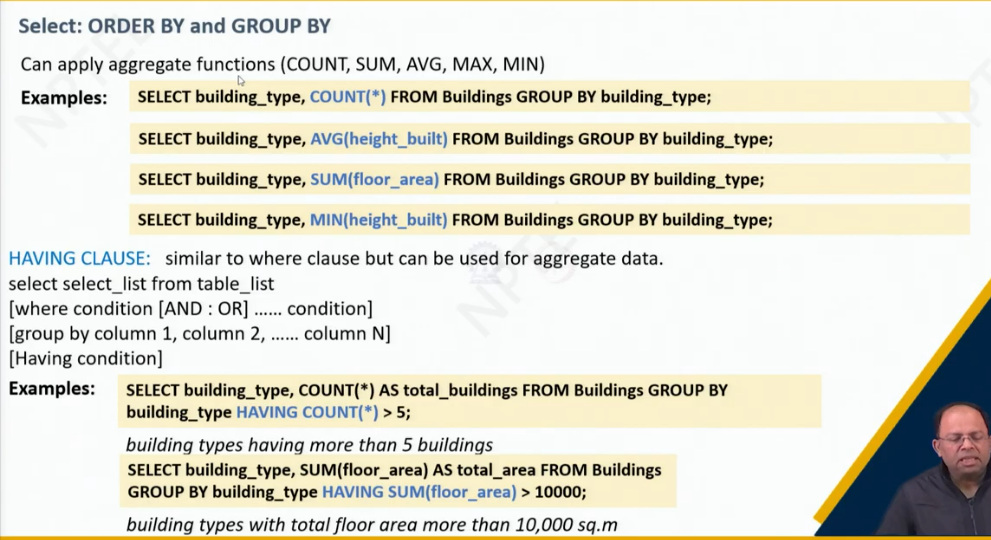 Select: ORDER BY and GROUP BY
Can apply aggregate functions (COUNT, SUM, AVG, MAX, MIN)
Examples: SELECT building_type, COUNT(*) FROM Buildings GROUP BY building_type;
SELECT building_type, AVG(height_built) FROM Buildings GROUP BY building_type;
SELECT building_type, SUM(floor_area) FROM Buildings GROUP BY building_type;
SELECT building_type, MIN(height_built) FROM Buildings GROUP BY building_type;
HAVING CLAUSE: similar to where clause but can be used for aggregate data.
select select_list from table_list
[where condition [AND : OR] ...... condition]
[group by column 1, column 2, ...... column N]
[Having condition]
Examples: SELECT building_type, COUNT(*) AS total_buildings FROM Buildings GROUP BY
building_type HAVING COUNT(*) > 5;
building types having more than 5 buildings
SELECT building_type, SUM(floor_area) AS total_area FROM Buildings
GROUP BY building_type HAVING SUM(floor_area) > 10000;
building types with total floor area more than 10,000 sq.m
NPTEL